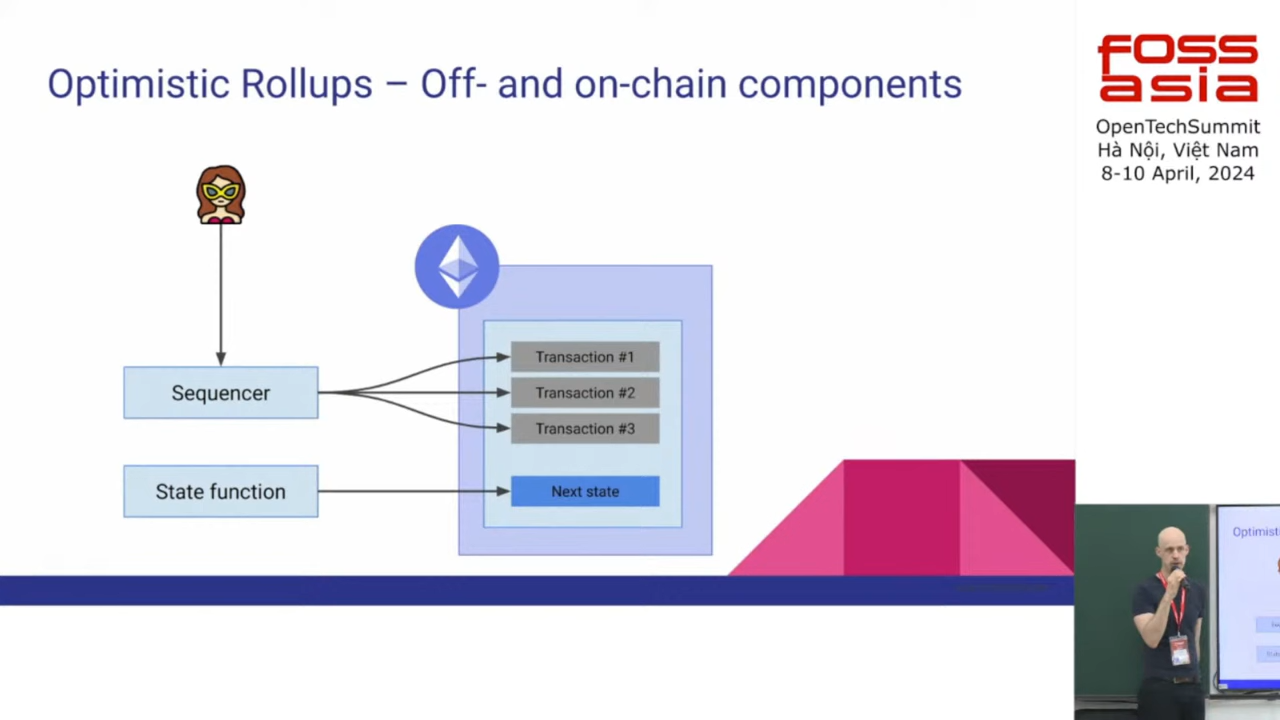 Optimistic Rollups – Off- and on-chain components
FOSS
asia
OpenTechSummit
Hà Nội, Việt Nam
8-10 April, 2024
Sequencer
State function
Transaction #1
Transaction #2
Transaction #3
Next state
Optimist